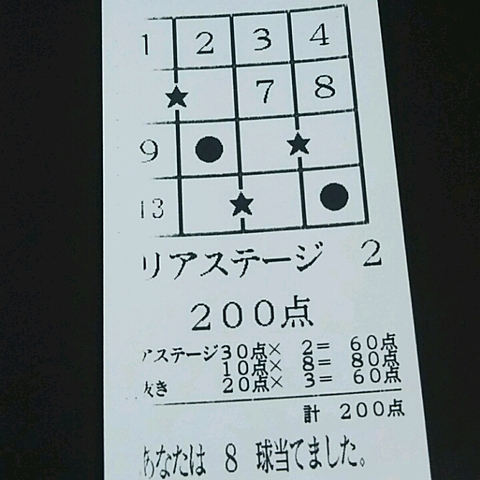 1 2 3 4
★ 7 8
9 ● ★
13 ★ ●
リアステージ 2
200点
アステージ30点× 2= 60点
10点× 8= 80点
抜き 20点× 3= 60点
計 200点
あなたは 8 球当てました。